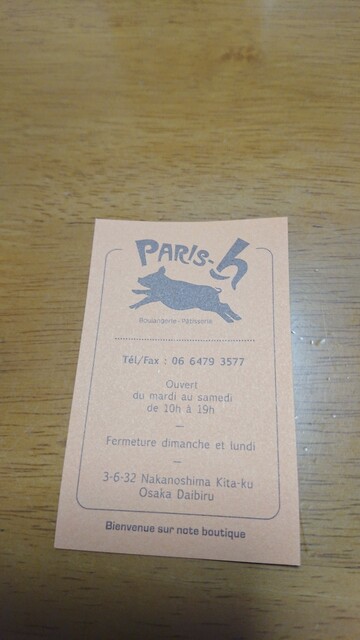 PARIS-h
Boulangerie - Pâtisserie
Tél/Fax : 06 6479 3577
Ouvert
du mardi au samedi
de 10h à 19h
—
Fermeture dimanche et lundi
—
3-6-32 Nakanoshima Kita-ku
Osaka Daibiru
Bienvenue sur note boutique